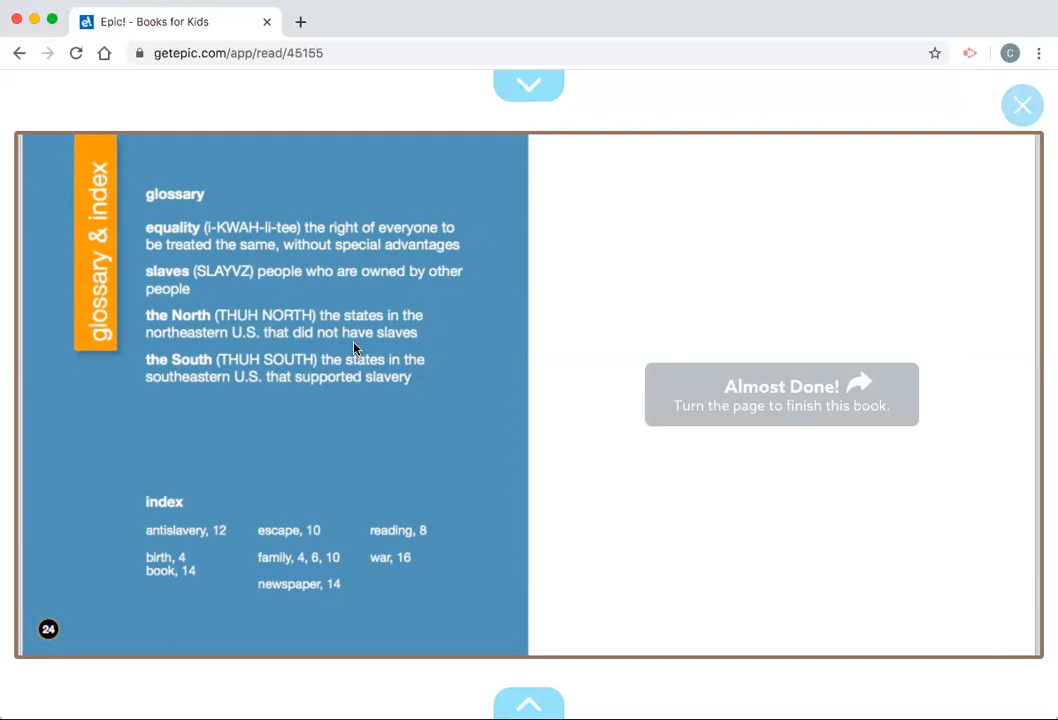 Epic! - Books for Kids
getepic.com/app/read/45155
C
glossary & index
glossary
equality (i-KWAH-li-tee) the right of everyone to
be treated the same, without special advantages
slaves (SLAYVZ) people who are owned by other
people
the North (THUH NORTH) the states in the
northeastern U.S. that did not have slaves
the South (THUH SOUTH) the states in the
southeastern U.S. that supported slavery
index
antislavery, 12
birth, 4
book, 14
escape, 10
family, 4, 6, 10
newspaper, 14
reading, 8
war, 16
24
Almost Done!
Turn the page to finish this book.